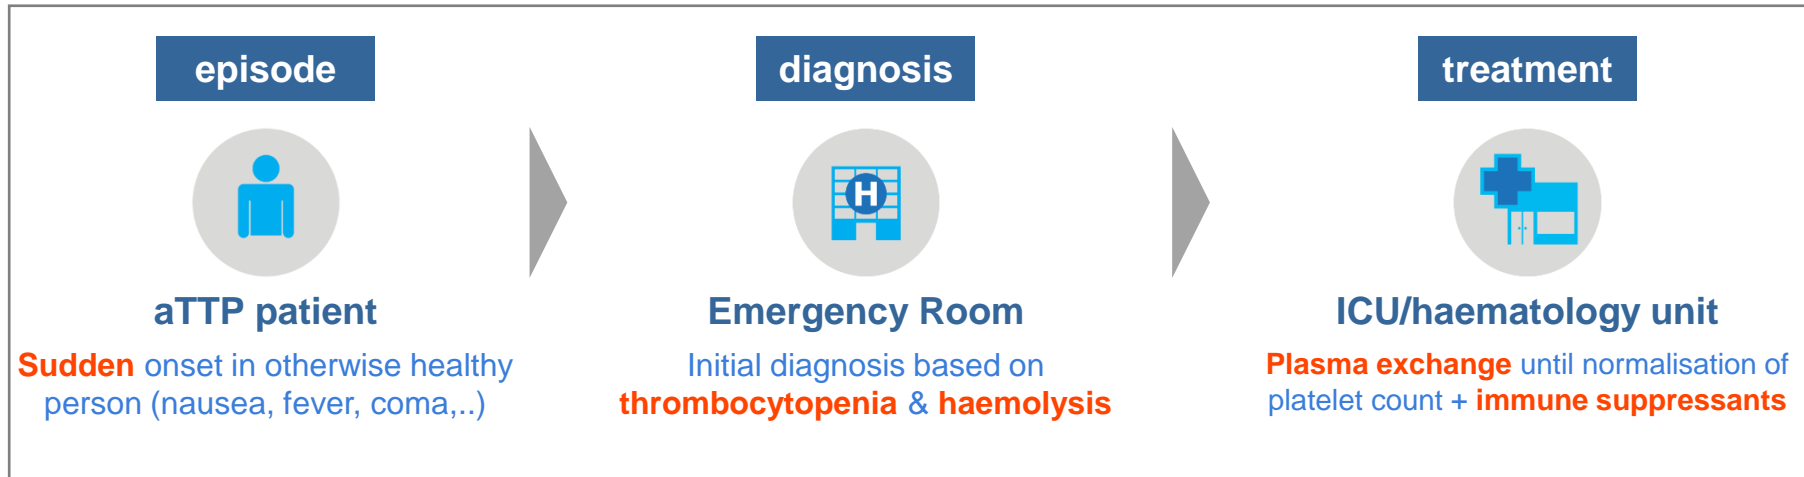 episode
diagnosis
treatment
H
aTTP patient
Emergency Room
ICU/haematology unit
Sudden onset in otherwise healthy
person (nausea, fever, coma,..)
Initial diagnosis based on
thrombocytopenia & haemolysis
Plasma exchange until normalisation of
platelet count + immune suppressants